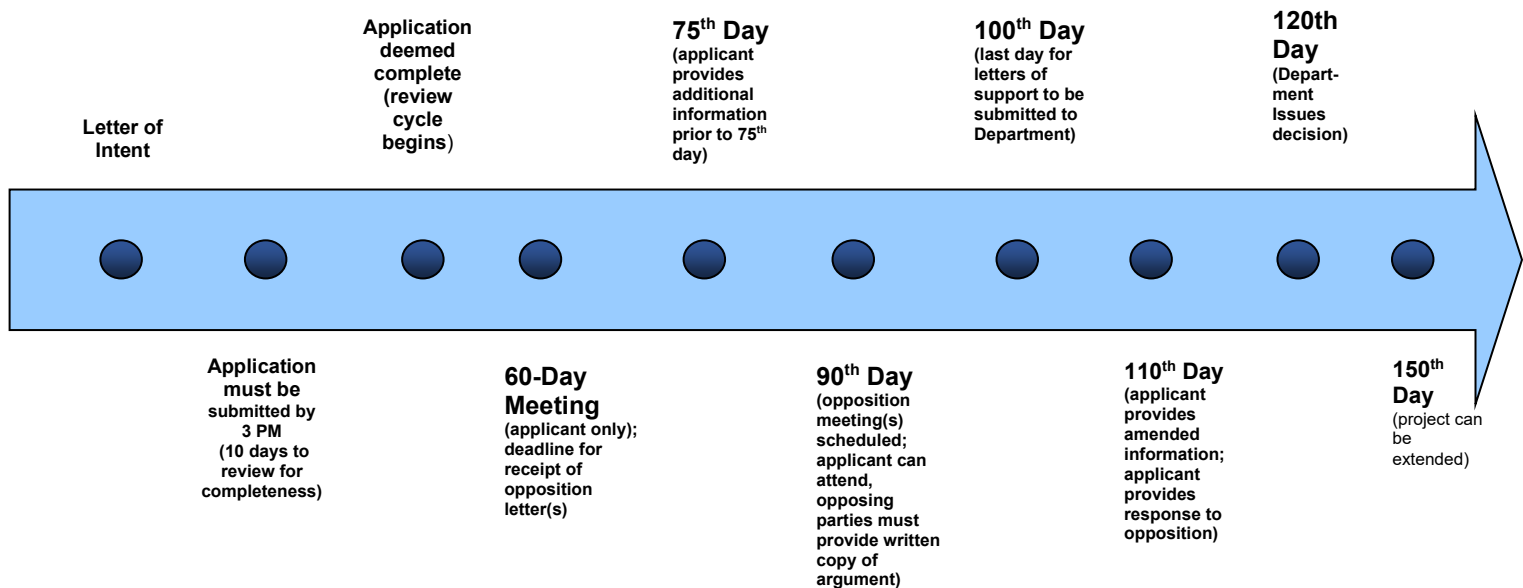 Letter of
Intent
Application
must be
submitted by
3 PM
(10 days to
review for
completeness)
Application
deemed
complete
(review
cycle
begins)
60-Day
Meeting
(applicant only);
deadline for
receipt of
opposition
letter(s)
75th Day
(applicant
provides
additional
information
prior to 75th
day)
90th Day
(opposition
meeting(s)
scheduled;
applicant can
attend,
opposing
parties must
provide written
copy of
argument)
100th Day
(last day for
letters of
support to be
submitted to
Department)
110th Day
(applicant
provides
amended
information;
applicant
provides
response to
opposition)
120th
Day
(Depart-
ment
Issues
decision)
150th
Day
(project can
be
extended)